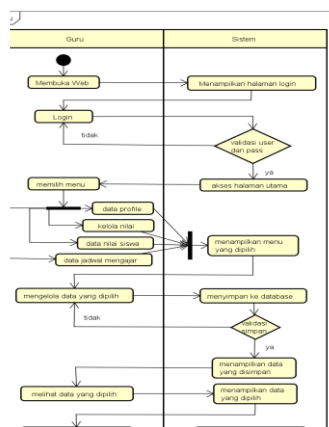 Guru
Sistem
Membuka Web
Menampilkan halaman login
Login
tidak
validasi user
dan pass
ya
memilih menu
akses halaman utama
data profile
kelola nilai
data nilai siswa
data jadwal mengajar
menampilkan menu
yang dipilih
mengelola data yang dipilih
menyimpan ke database
tidak
validasi
simpan
ya
menampilkan data
yang disimpan
melihat data yang dipilih
menampilkan data
yang dipilih